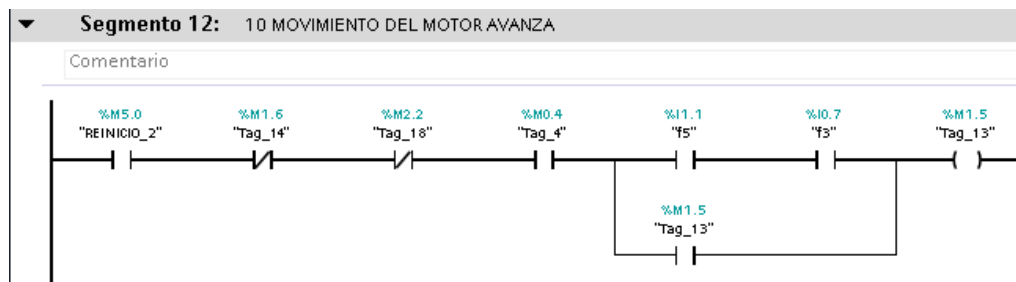 Segmento 12: 10 MOVIMIENTO DEL MOTOR AVANZA
Comentario
%M5.0 %M1.6 %M2.2 %M0.4 %I1.1 %I0.7 %M1.5
"REINICIO_2" "Tag_14" "Tag_18" "Tag_4" "f5" "f3" "Tag_13"
%M1.5
"Tag_13"